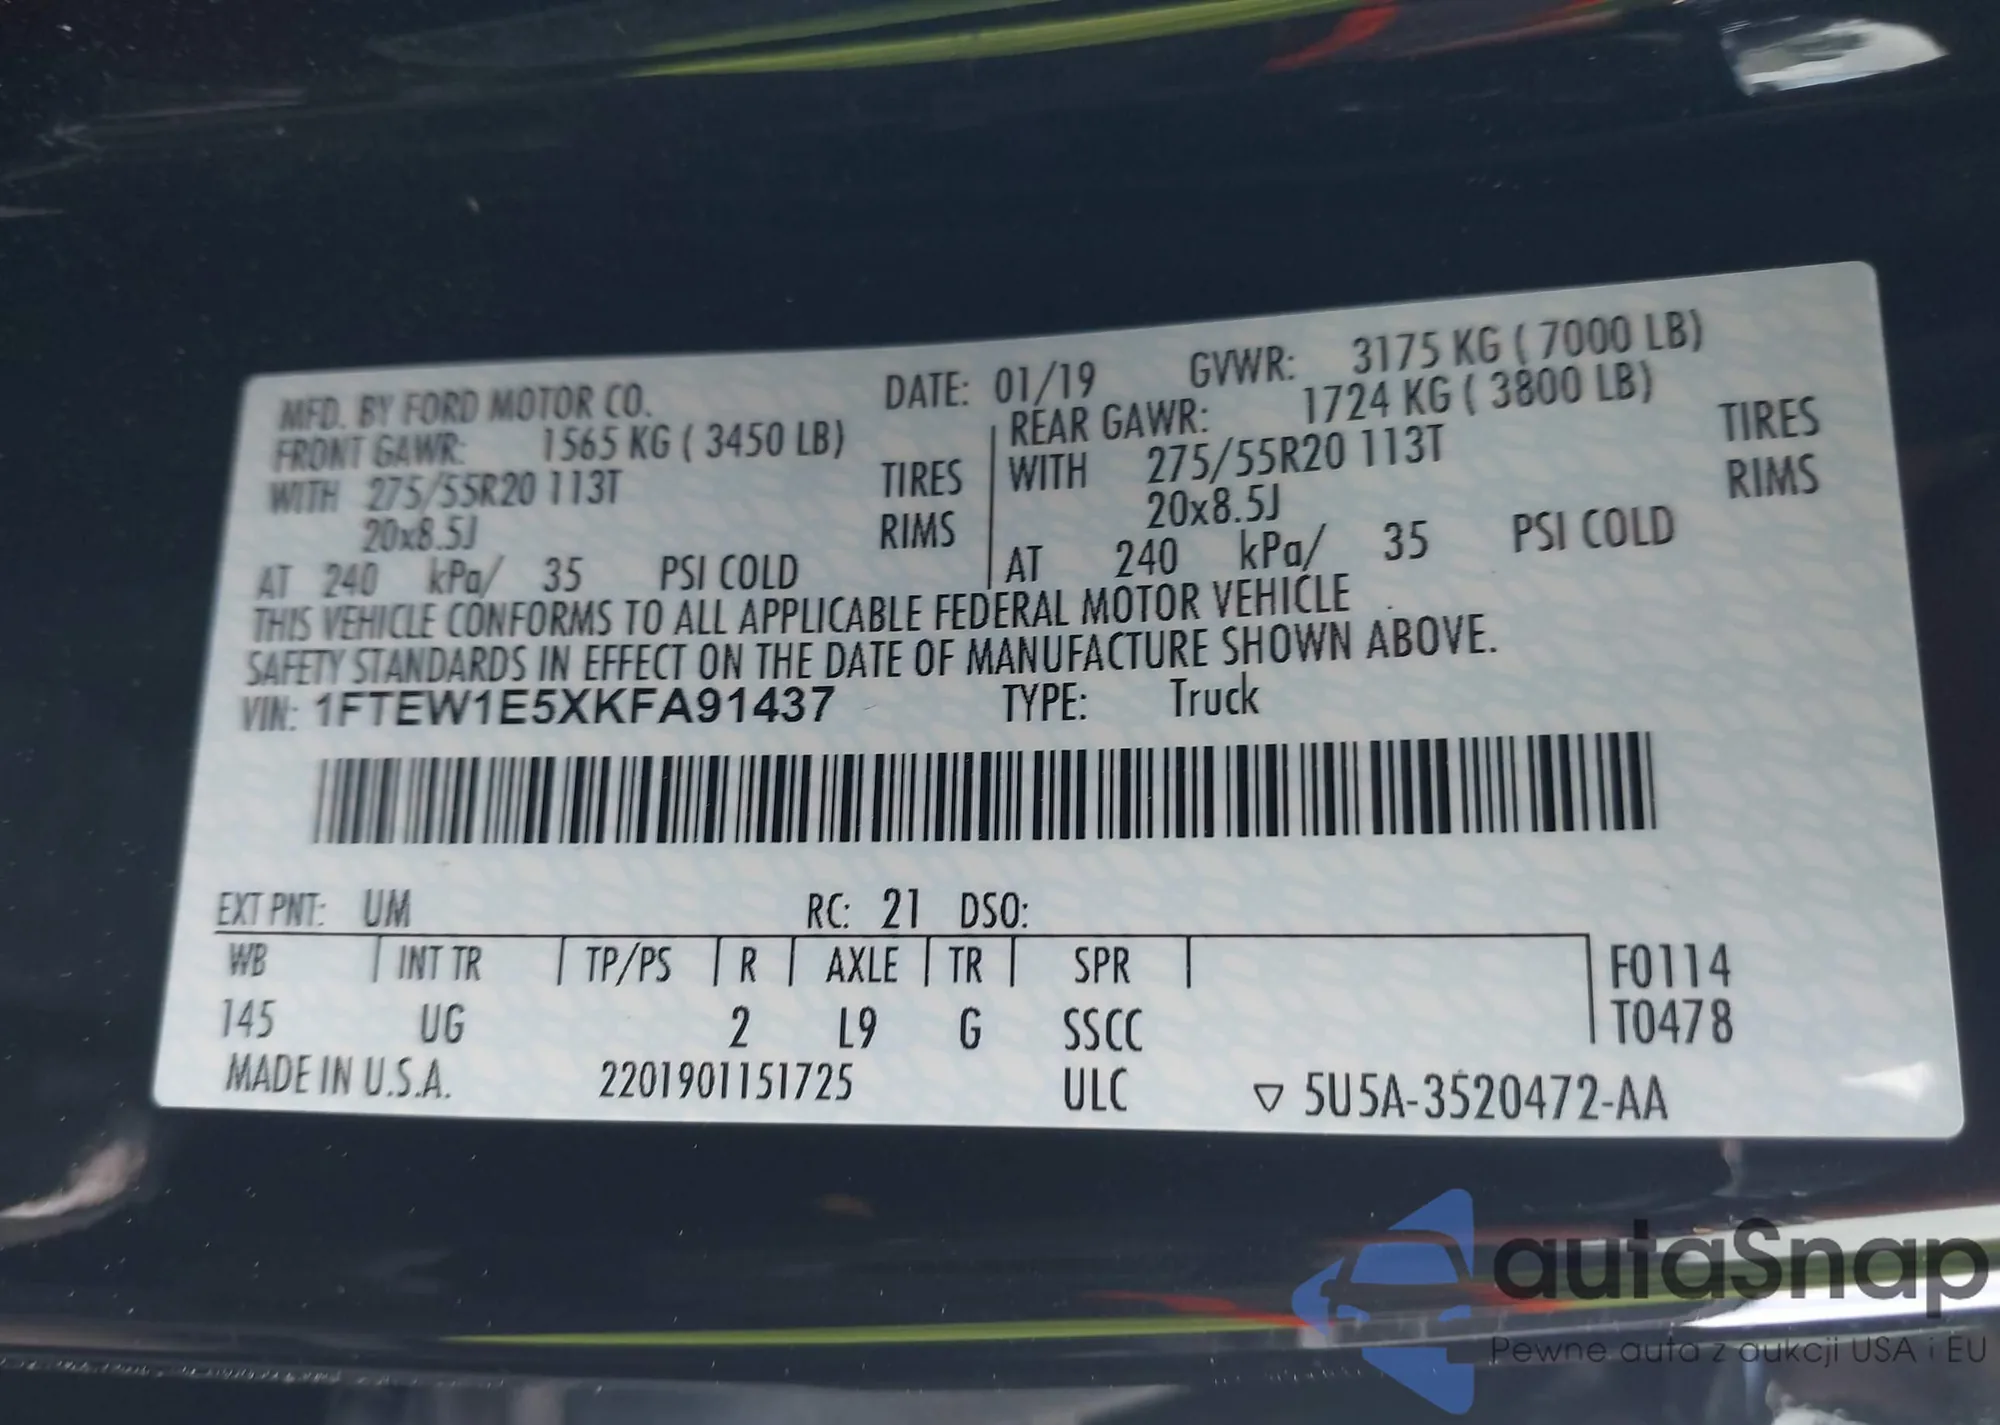 MFD. BY FORD MOTOR CO. DATE: 01/19 GVWR: 3175 KG ( 7000 LB)
FRONT GAWR: 1565 KG ( 3450 LB) REAR GAWR: 1724 KG ( 3800 LB)
WITH 275/55R20 113T TIRES WITH 275/55R20 113T TIRES
20x8.5J RIMS 20x8.5J RIMS
AT 240 kPa/ 35 PSI COLD AT 240 kPa/ 35 PSI COLD
THIS VEHICLE CONFORMS TO ALL APPLICABLE FEDERAL MOTOR VEHICLE
SAFETY STANDARDS IN EFFECT ON THE DATE OF MANUFACTURE SHOWN ABOVE.
VIN: 1FTEW1E5XKFA91437 TYPE: Truck
EXT PNT: UM RC: 21 DSO:
WB INT TR TP/PS R AXLE TR SPR F0114
145 UG 2 L9 G SSCC T0478
MADE IN U.S.A. 2201901151725 ULC ▽ 5U5A-3520472-AA
autaSnap
Pewne auta z aukcji USA i EU